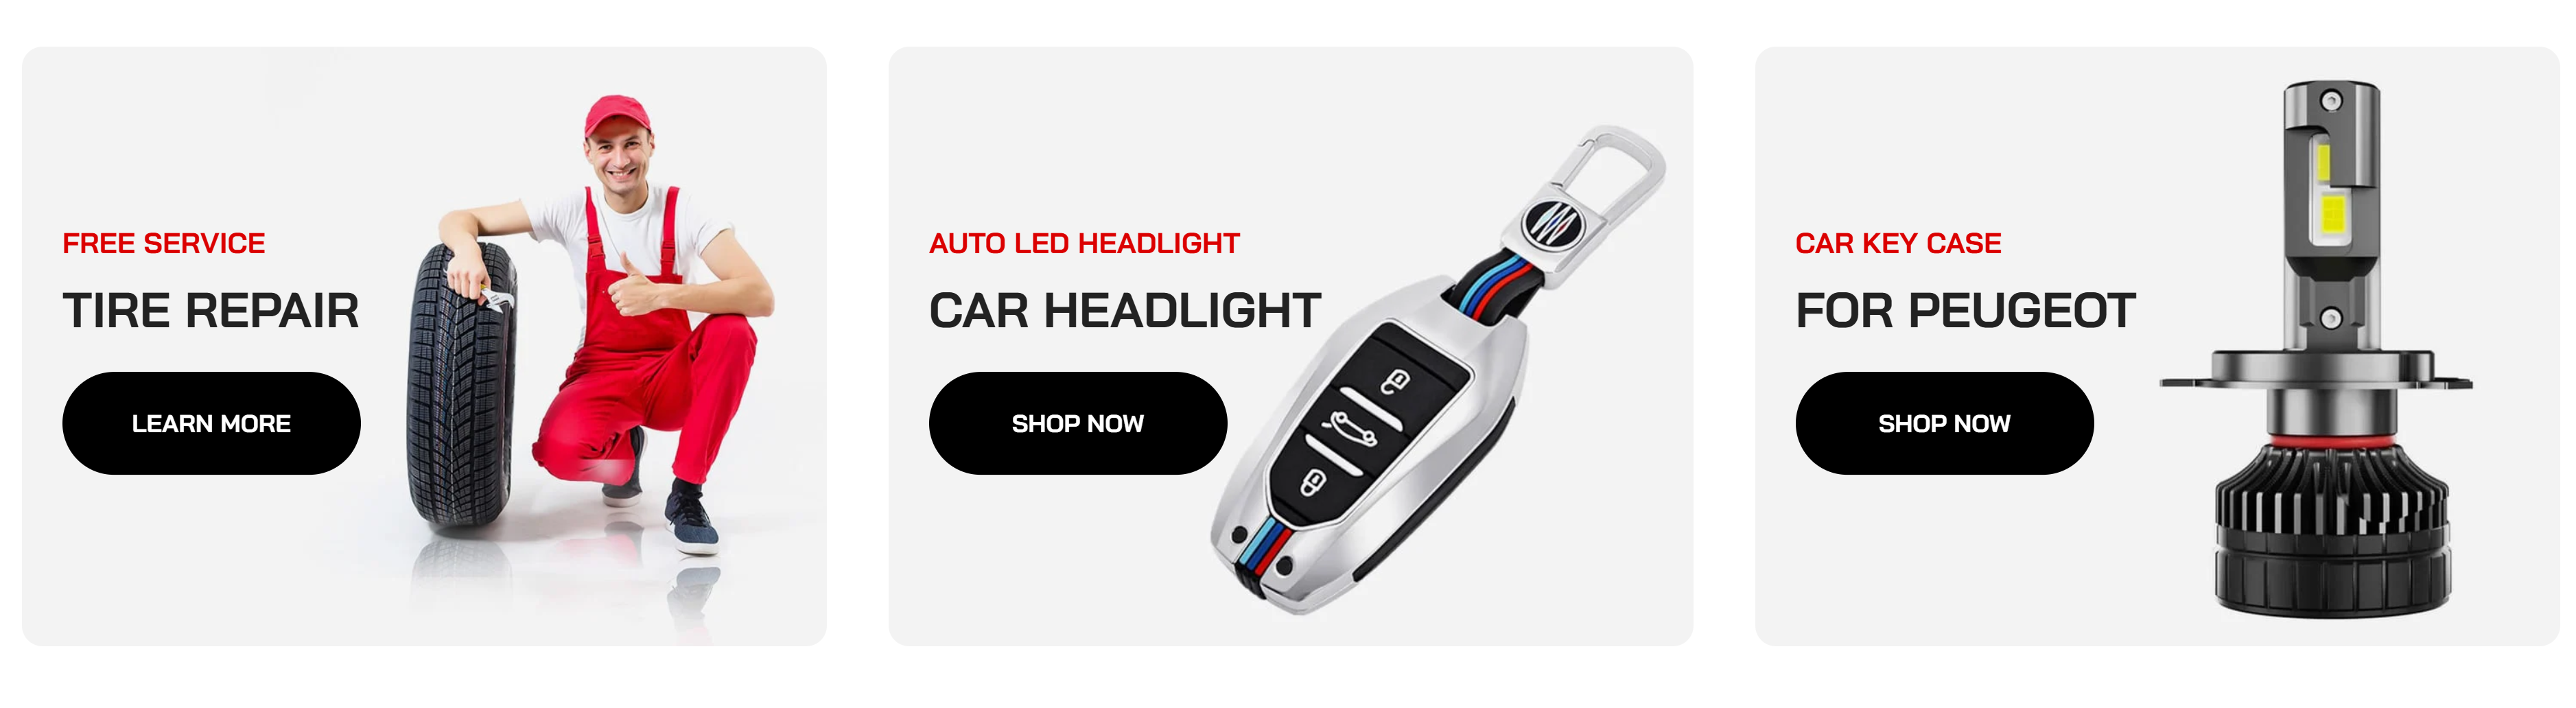 FREE SERVICE
TIRE REPAIR
LEARN MORE
AUTO LED HEADLIGHT
CAR HEADLIGHT
SHOP NOW
CAR KEY CASE
FOR PEUGEOT
SHOP NOW